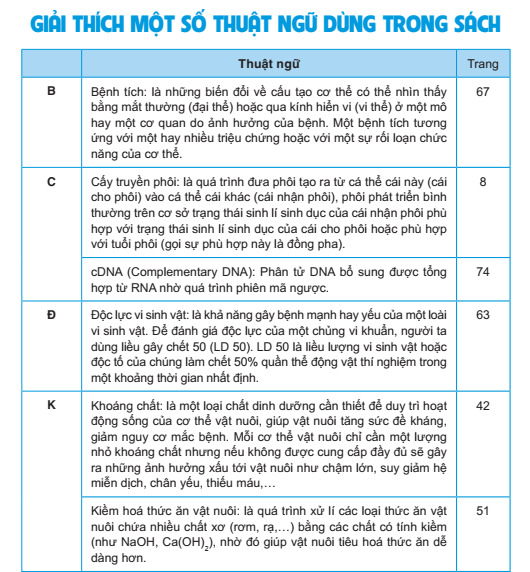 GIẢI THÍCH MỘT SỐ THUẬT NGỮ DÙNG TRONG SÁCH
Thuật ngữ Trang
B Bệnh tích: là những biến đổi về cấu tạo cơ thể có thể nhìn thấy 67
bằng mắt thường (đại thể) hoặc qua kính hiển vi (vi thể) ở một mô
hay một cơ quan do ảnh hưởng của bệnh. Một bệnh tích tương
ứng với một hay nhiều triệu chứng hoặc với một sự rối loạn chức
năng của cơ thể.
C Cấy truyền phôi: là quá trình đưa phôi tạo ra từ cá thể cái này (cái 8
cho phôi) vào cá thể cái khác (cái nhận phôi), phôi phát triển bình
thường trên cơ sở trạng thái sinh lí sinh dục của cái nhận phôi phù
hợp với trạng thái sinh lí sinh dục của cái cho phôi hoặc phù hợp
với tuổi phôi (gọi sự phù hợp này là đồng pha).
cDNA (Complementary DNA): Phân tử DNA bổ sung được tổng 74
hợp từ RNA nhờ quá trình phiên mã ngược.
Đ Độc lực vi sinh vật: là khả năng gây bệnh mạnh hay yếu của một loài 63
vi sinh vật. Để đánh giá độc lực của một chủng vi khuẩn, người ta
dùng liều gây chết 50 (LD 50). LD 50 là liều lượng vi sinh vật hoặc
độc tố của chúng làm chết 50% quần thể động vật thí nghiệm trong
một khoảng thời gian nhất định.
K Khoáng chất: là một loại chất dinh dưỡng cần thiết để duy trì hoạt 42
động sống của cơ thể vật nuôi, giúp vật nuôi tăng sức đề kháng,
giảm nguy cơ mắc bệnh. Mỗi cơ thể vật nuôi chỉ cần một lượng
nhỏ khoáng chất nhưng nếu không được cung cấp đầy đủ sẽ gây
ra những ảnh hưởng xấu tới vật nuôi như chậm lớn, suy giảm hệ
miễn dịch, chân yếu, thiếu máu,...
Kiềm hoá thức ăn vật nuôi: là quá trình xử lí các loại thức ăn vật 51
nuôi chứa nhiều chất xơ (rơm, rạ,...) bằng các chất có tính kiềm
(như NaOH, Ca(OH)₂), nhờ đó giúp vật nuôi tiêu hoá thức ăn dễ
dàng hơn.